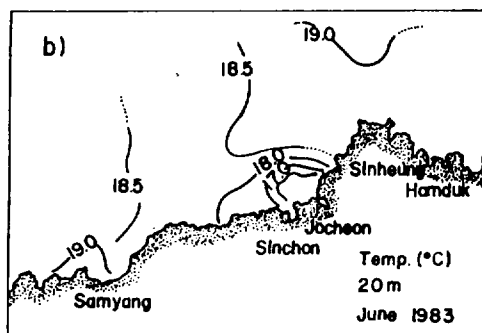 b)
19.0
18.5
18.5
18.0
17.0
19.0
Sinheung
Hamduk
Jocheon
Sinchon
Samyang
Temp. (°C)
20 m
June 1983